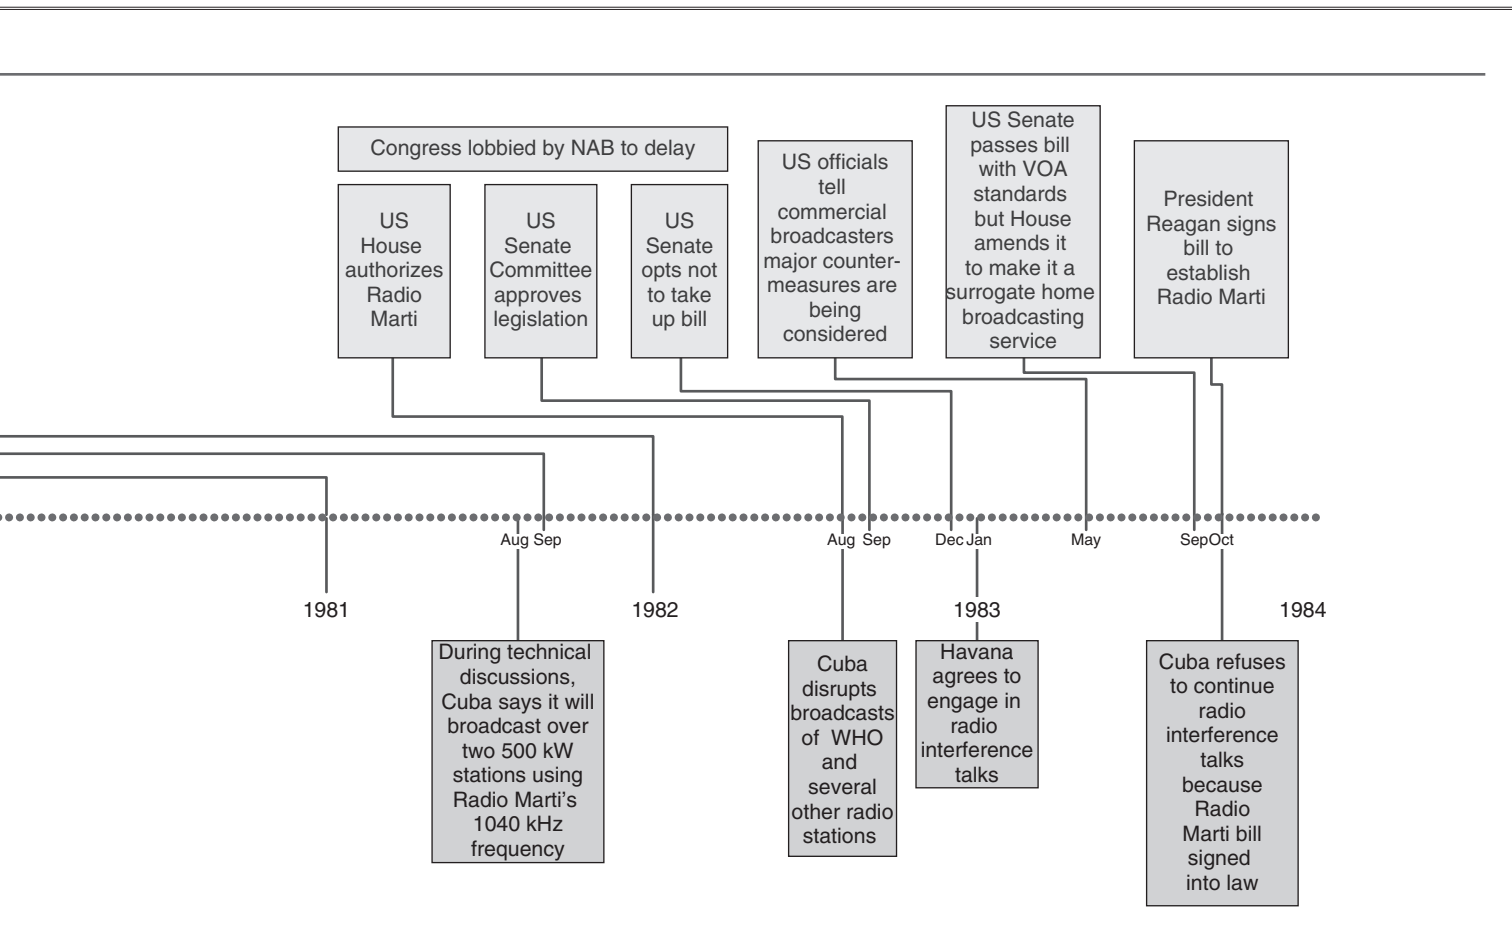 Congress lobbied by NAB to delay
US
House
authorizes
Radio
Marti
US
Senate
Committee
approves
legislation
US
Senate
opts not
to take
up bill
US officials
tell
commercial
broadcasters
major counter-
measures are
being
considered
US Senate
passes bill
with VOA
standards
but House
amends it
to make it a
surrogate home
broadcasting
service
President
Reagan signs
bill to
establish
Radio Marti
Aug Sep
Aug Sep
Dec Jan
May
Sep Oct
1981
1982
1983
1984
During technical
discussions,
Cuba says it will
broadcast over
two 500 kW
stations using
Radio Marti's
1040 kHz
frequency
Cuba
disrupts
broadcasts
of WHO
and
several
other radio
stations
Havana
agrees to
engage in
radio
interference
talks
Cuba refuses
to continue
radio
interference
talks
because
Radio
Marti bill
signed
into law